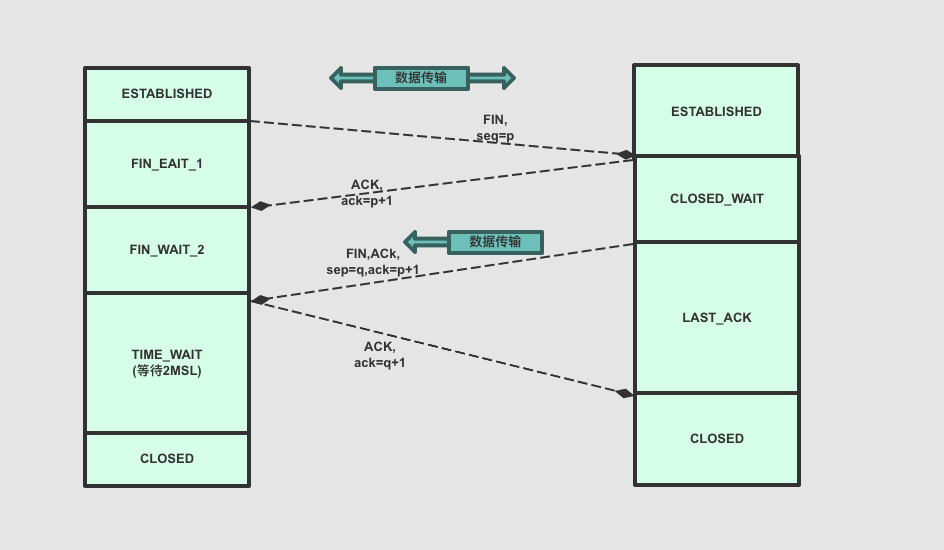 数据传输
ESTABLISHED
ESTABLISHED
FIN,
seq=p
FIN_EAIT_1
ACK,
ack=p+1
CLOSED_WAIT
FIN_WAIT_2
数据传输
FIN,ACk,
sep=q,ack=p+1
LAST_ACK
TIME_WAIT
(等待2MSL)
ACK,
ack=q+1
CLOSED
CLOSED